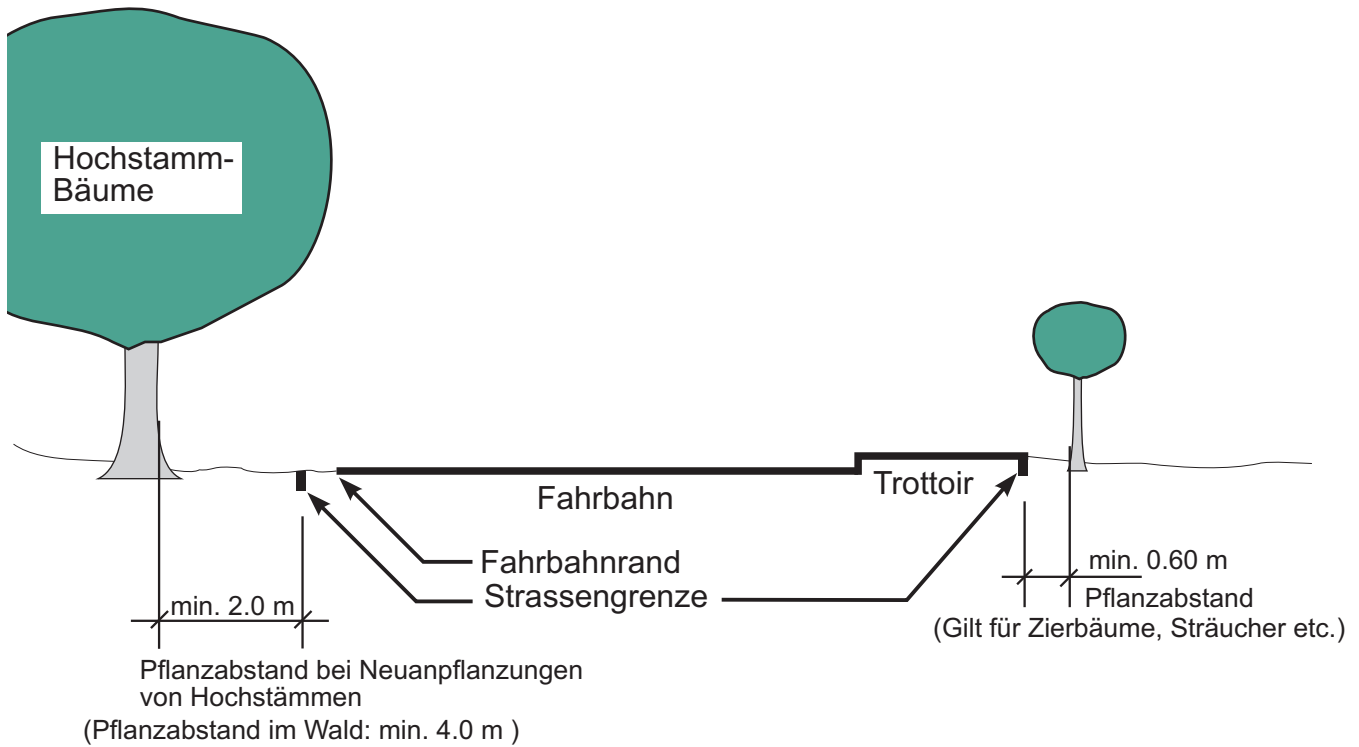 Hochstamm-
Bäume
Fahrbahn
Trottoir
Fahrbahnrand
Strassengrenze
min. 2.0 m
Pflanzabstand bei Neuanpflanzungen
von Hochstämmen
(Pflanzabstand im Wald: min. 4.0 m )
min. 0.60 m
Pflanzabstand
(Gilt für Zierbäume, Sträucher etc.)